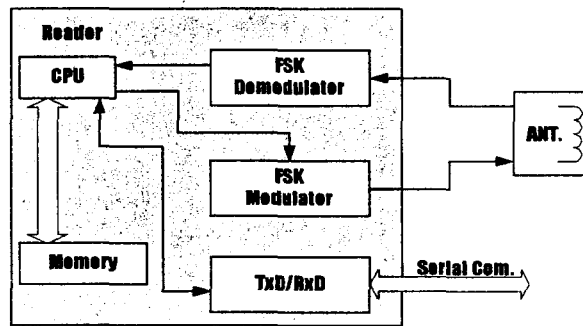 Reader
CPU
FSK
Demodulator
ANT.
FSK
Modulator
Memory
TxD/RxD
Serial Com.